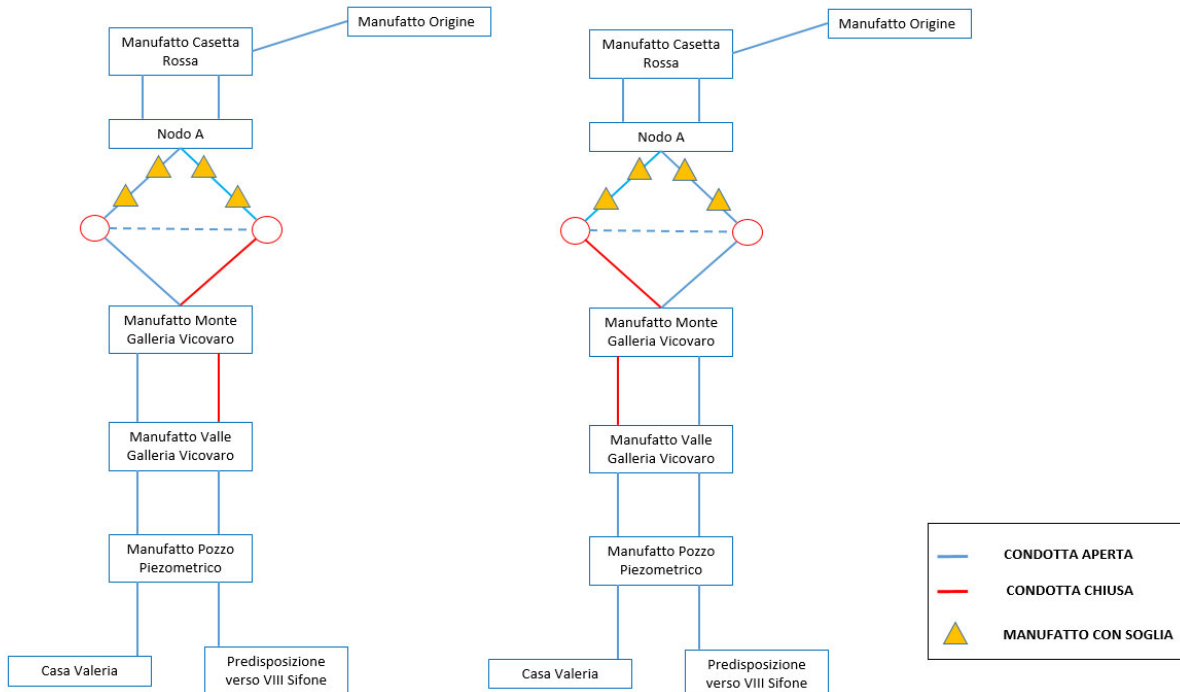 Manufatto Origine
Manufatto Casetta
Rossa
Nodo A
Manufatto Monte
Galleria Vicovaro
Manufatto Valle
Galleria Vicovaro
Manufatto Pozzo
Piezometrico
Casa Valeria
Predisposizione
verso VIII Sifone
Manufatto Origine
Manufatto Casetta
Rossa
Nodo A
Manufatto Monte
Galleria Vicovaro
Manufatto Valle
Galleria Vicovaro
Manufatto Pozzo
Piezometrico
Casa Valeria
Predisposizione
verso VIII Sifone
CONDOTTA APERTA
CONDOTTA CHIUSA
MANUFATTO CON SOGLIA